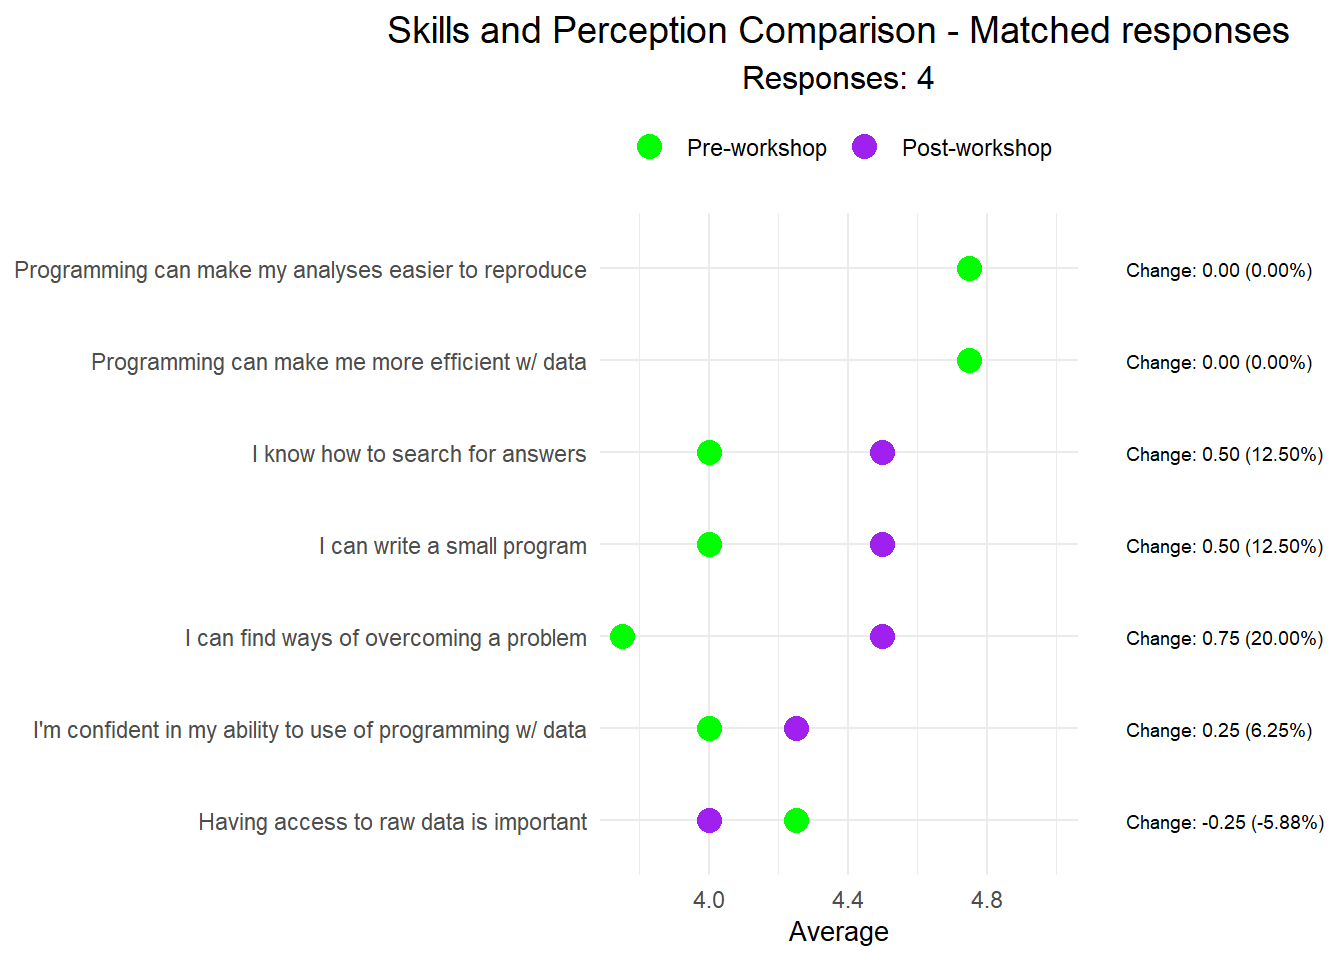 Skills and Perception Comparison - Matched responses
Responses: 4
Pre-workshop Post-workshop
Programming can make my analyses easier to reproduce Change: 0.00 (0.00%)
Programming can make me more efficient w/ data Change: 0.00 (0.00%)
I know how to search for answers Change: 0.50 (12.50%)
I can write a small program Change: 0.50 (12.50%)
I can find ways of overcoming a problem Change: 0.75 (20.00%)
I'm confident in my ability to use of programming w/ data Change: 0.25 (6.25%)
Having access to raw data is important Change: -0.25 (-5.88%)
4.0 4.4 4.8
Average